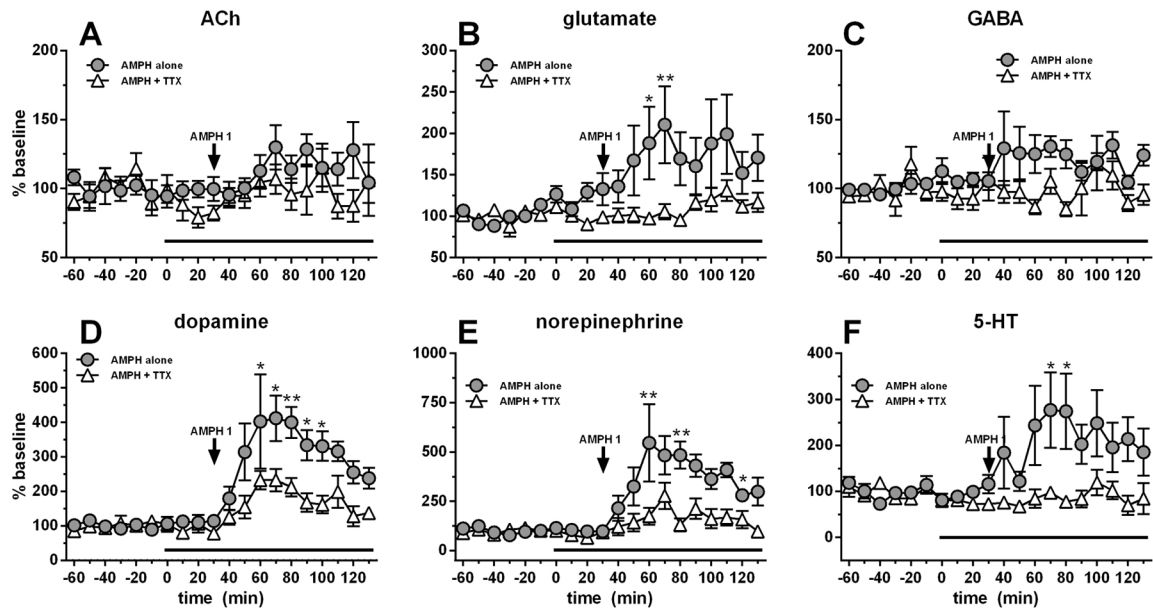 A ACh
200
150
100
50
% baseline
AMPH alone
AMPH + TTX
AMPH 1
-60 -40 -20 0 20 40 60 80 100 120
B glutamate
300
250
200
150
100
50
AMPH alone
AMPH + TTX
* **
AMPH 1
-60 -40 -20 0 20 40 60 80 100 120
C GABA
200
150
100
50
AMPH alone
AMPH + TTX
AMPH 1
-60 -40 -20 0 20 40 60 80 100 120
D dopamine
600
500
400
300
200
100
0
% baseline
AMPH alone
AMPH + TTX
* * ** * *
AMPH 1
-60 -40 -20 0 20 40 60 80 100 120
time (min)
E norepinephrine
1000
750
500
250
0
AMPH alone
AMPH + TTX
** ** *
AMPH 1
-60 -40 -20 0 20 40 60 80 100 120
time (min)
F 5-HT
400
300
200
100
0
AMPH alone
AMPH + TTX
* *
AMPH 1
-60 -40 -20 0 20 40 60 80 100 120
time (min)